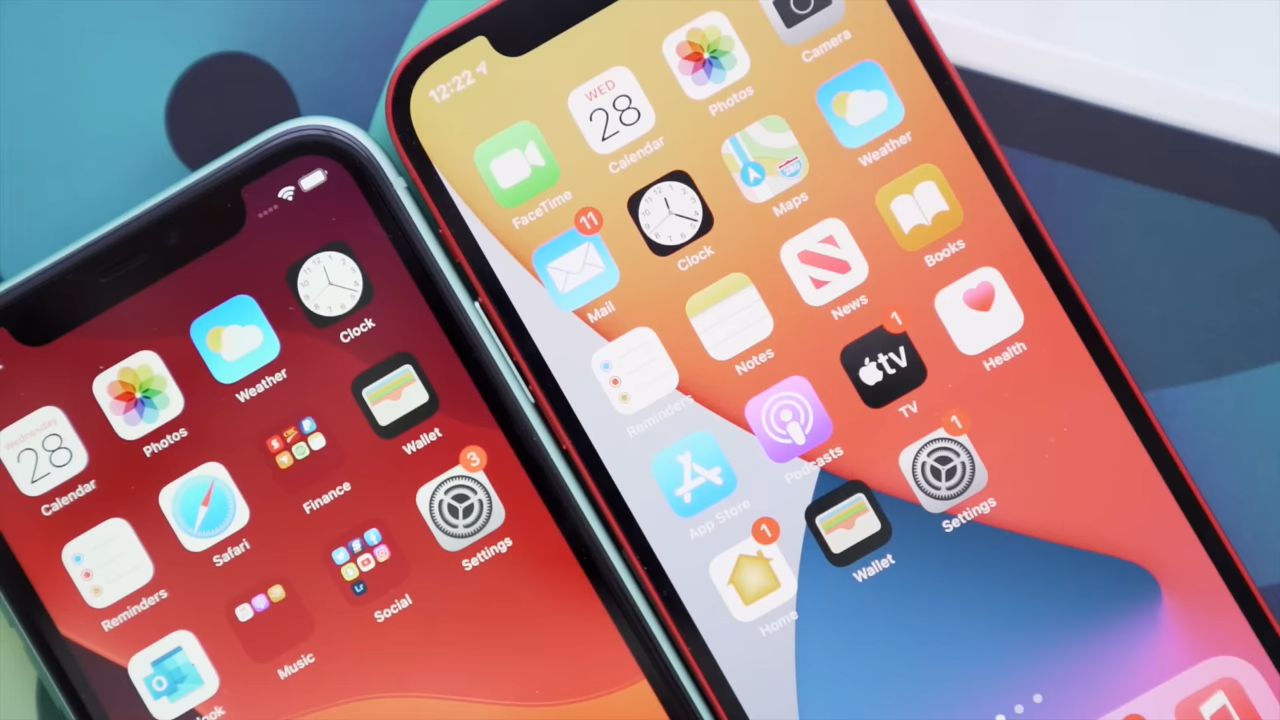 Wednesday
28
Calendar
Photos
Weather
Clock
Reminders
Safari
Finance
Wallet
Music
Social
3
Settings
12:22
FaceTime
WED
28
Calendar
Photos
Camera
11
Mail
Clock
Maps
Weather
Reminders
Notes
News
Books
App Store
Podcasts
1
tv
TV
Health
1
Home
Wallet
1
Settings